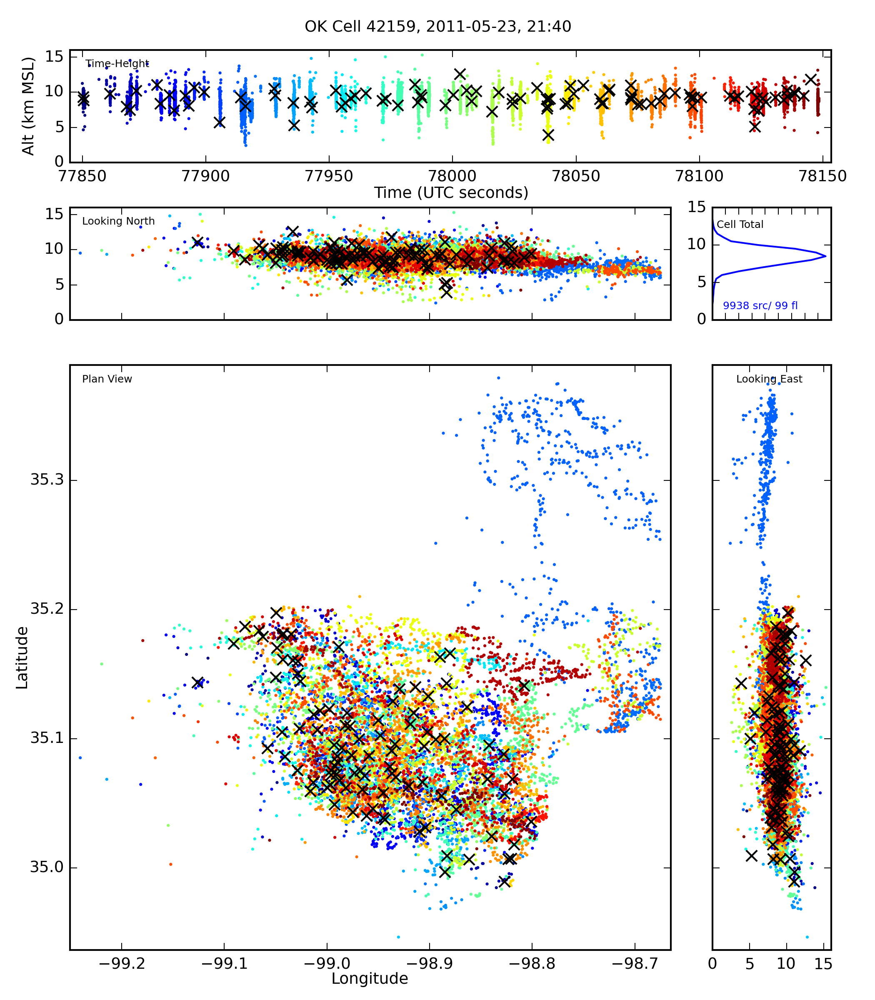 OK Cell 42159, 2011-05-23, 21:40
Time-Height
Alt (km MSL)
15
10
5
0
77850 77900 77950 78000 78050 78100 78150
Time (UTC seconds)
Looking North
15
10
5
0
Cell Total
15
10
5
0
9938 src/ 99 fl
Plan View
Looking East
Latitude
35.3
35.2
35.1
35.0
−99.2 −99.1 −99.0 −98.9 −98.8 −98.7
0 5 10 15
Longitude